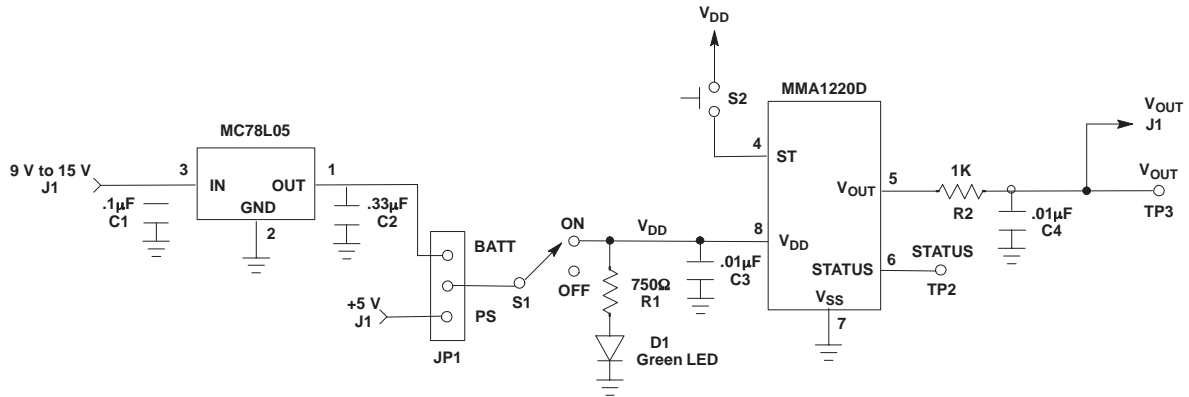 VDD
S2
MMA1220D
4
ST
VOUT
J1
MC78L05
9 V to 15 V
J1
3
IN
OUT
1
GND
2
.1µF
C1
.33µF
C2
VOUT
5
1K
R2
.01µF
C4
VOUT
TP3
BATT
ON
VDD
8
VDD
S1
OFF
750Ω
R1
.01µF
C3
STATUS
6
STATUS
TP2
+5 V
J1
PS
JP1
VSS
7
D1
Green LED